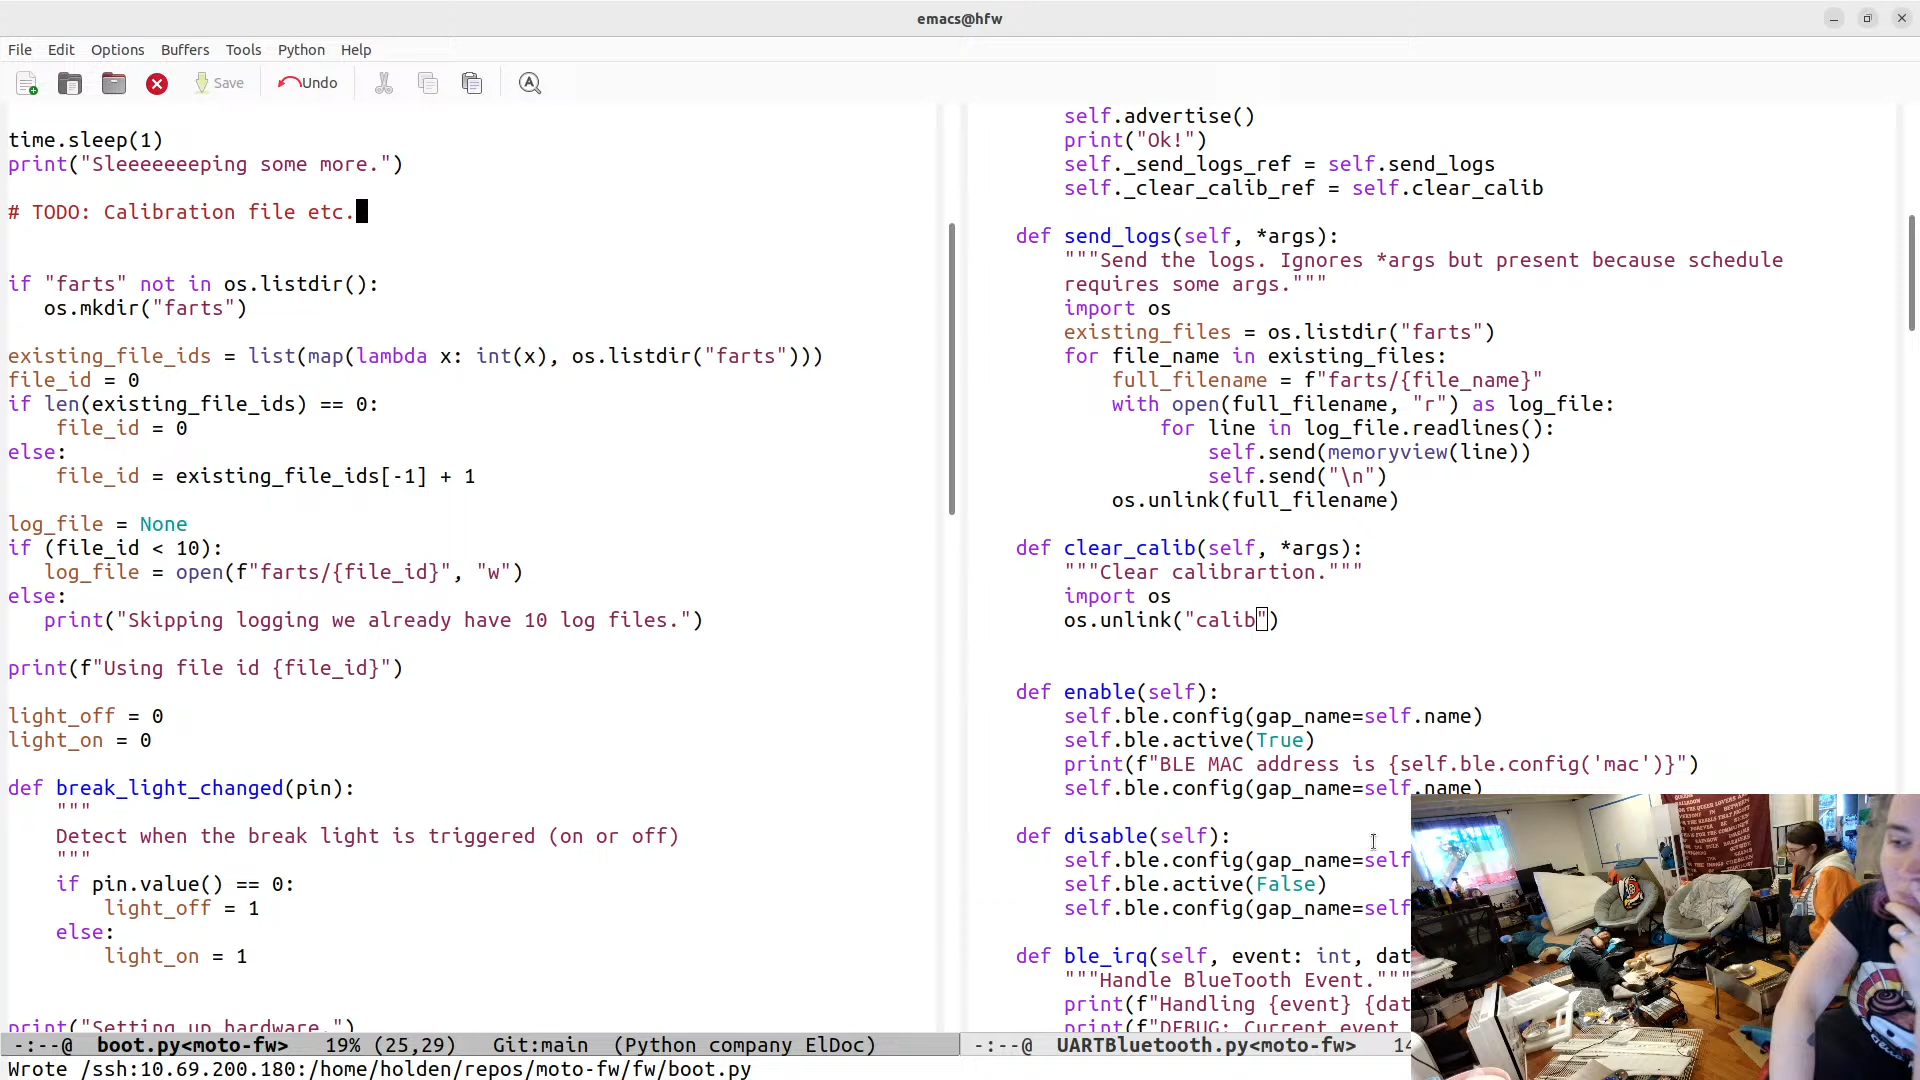 emacs@hfw
File Edit Options Buffers Tools Python Help
Save Undo
time.sleep(1)
print("Sleeeeeeeping some more.")
# TODO: Calibration file etc.
if "farts" not in os.listdir():
os.mkdir("farts")
existing_file_ids = list(map(lambda x: int(x), os.listdir("farts")))
file_id = 0
if len(existing_file_ids) == 0:
file_id = 0
else:
file_id = existing_file_ids[-1] + 1
log_file = None
if (file_id < 10):
log_file = open(f"farts/{file_id}", "w")
else:
print("Skipping logging we already have 10 log files.")
print(f"Using file id {file_id}")
light_off = 0
light_on = 0
def break_light_changed(pin):
"""
Detect when the break light is triggered (on or off)
"""
if pin.value() == 0:
light_off = 1
else:
light_on = 1
print("Setting up hardware.")
-:--@ boot.py<moto-fw> 19% (25,29) Git:main (Python company ElDoc)
self.advertise()
print("Ok!")
self._send_logs_ref = self.send_logs
self._clear_calib_ref = self.clear_calib
def send_logs(self, *args):
"""Send the logs. Ignores *args but present because schedule
requires some args."""
import os
existing_files = os.listdir("farts")
for file_name in existing_files:
full_filename = f"farts/{file_name}"
with open(full_filename, "r") as log_file:
for line in log_file.readlines():
self.send(memoryview(line))
self.send("\n")
os.unlink(full_filename)
def clear_calib(self, *args):
"""Clear calibrartion."""
import os
os.unlink("calib")
def enable(self):
self.ble.config(gap_name=self.name)
self.ble.active(True)
print(f"BLE MAC address is {self.ble.config('mac')}")
self.ble.config(gap_name=self.name)
def disable(self):
self.ble.config(gap_name=self
self.ble.active(False)
self.ble.config(gap_name=self
def ble_irq(self, event: int, dat
"""Handle BlueTooth Event."""
print(f"Handling {event} {dat
print(f"DEBUG: Current event
-:--@ UARTBluetooth.py<moto-fw> 14
Wrote /ssh:10.69.200.180:/home/holden/repos/moto-fw/fw/boot.py